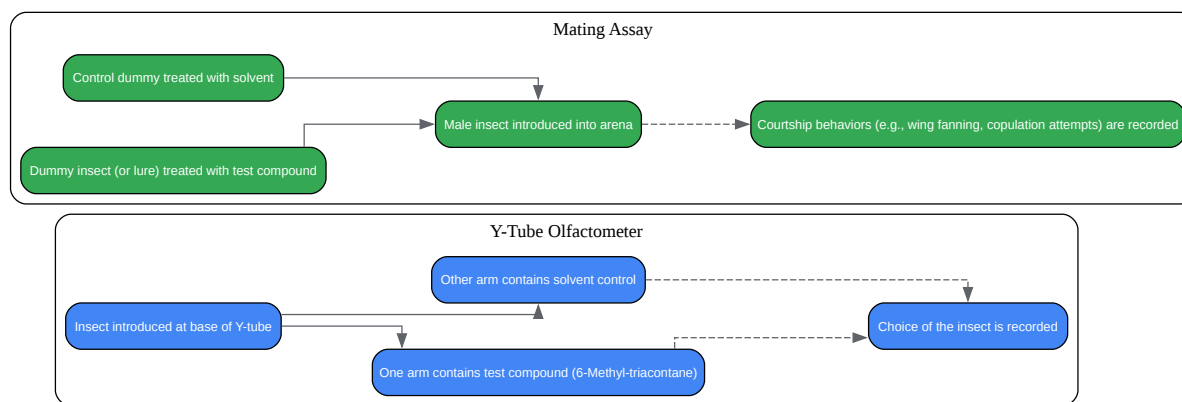 Mating Assay
Control dummy treated with solvent
Male insect introduced into arena
Courtship behaviors (e.g., wing fanning, copulation attempts) are recorded
Dummy insect (or lure) treated with test compound
Y-Tube Olfactometer
Other arm contains solvent control
Insect introduced at base of Y-tube
Choice of the insect is recorded
One arm contains test compound (6-Methyl-triacontane)